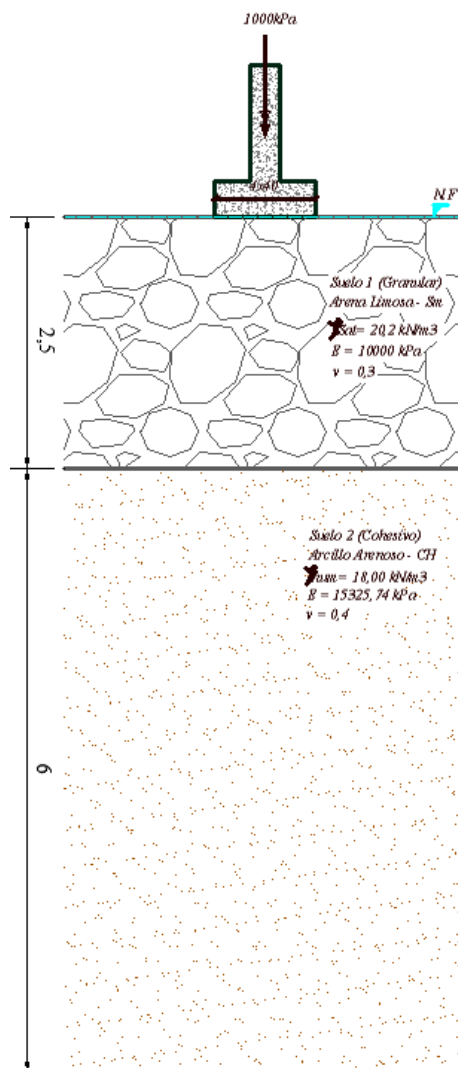 1000kPa
N.F
Suelo 1 (Granular)
Arena Limosa - Sm
Sat= 20,2 kN/m3
E = 10000 kPa
v = 0,3
2,5
Suelo 2 (Cohesivo)
Arcillo Arenoso - CH
= 18,00 kN/m3
E = 15325,74 kPa
v = 0,4
6